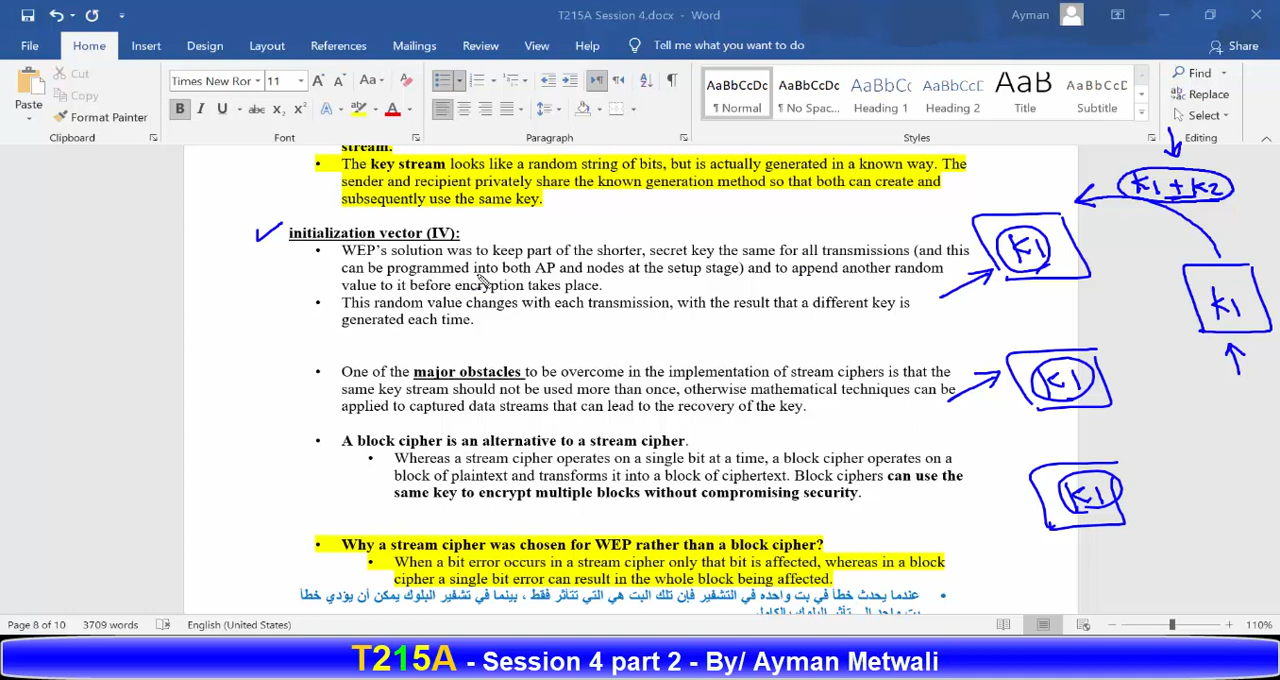 T215A Session 4.docx - Word
Ayman
File Home Insert Design Layout References Mailings Review View Help Tell me what you want to do Share
Paste
Cut
Copy
Format Painter
Clipboard
Times New Ror 11 A A Aa
B I U abc X₂ X² A A
Font
Paragraph
AaBbCcDc AaBbCcDc AaBbCc AaBbCcD AaB AaBbCcD
¶ Normal ¶ No Spac... Heading 1 Heading 2 Title Subtitle
Styles
Find
Replace
Select
Editing
stream.
• The key stream looks like a random string of bits, but is actually generated in a known way. The
sender and recipient privately share the known generation method so that both can create and
subsequently use the same key.
initialization vector (IV):
• WEP's solution was to keep part of the shorter, secret key the same for all transmissions (and this
can be programmed into both AP and nodes at the setup stage) and to append another random
value to it before encryption takes place.
• This random value changes with each transmission, with the result that a different key is
generated each time.
• One of the major obstacles to be overcome in the implementation of stream ciphers is that the
same key stream should not be used more than once, otherwise mathematical techniques can be
applied to captured data streams that can lead to the recovery of the key.
• A block cipher is an alternative to a stream cipher.
• Whereas a stream cipher operates on a single bit at a time, a block cipher operates on a
block of plaintext and transforms it into a block of ciphertext. Block ciphers can use the
same key to encrypt multiple blocks without compromising security.
• Why a stream cipher was chosen for WEP rather than a block cipher?
• When a bit error occurs in a stream cipher only that bit is affected, whereas in a block
cipher a single bit error can result in the whole block being affected.
• عندما يحدث خطأ في بت واحده في التشفير فإن تلك البت هي التي تتأثر فقط ، بينما في تشفير البلوك يمكن أن يؤدي خطأ
بت واحد إلى تأثر البلوك بالكامل
K1 + K2
K1
K1
K1
K1
Page 8 of 10 3709 words English (United States) 110%
T215A - Session 4 part 2 - By/ Ayman Metwali